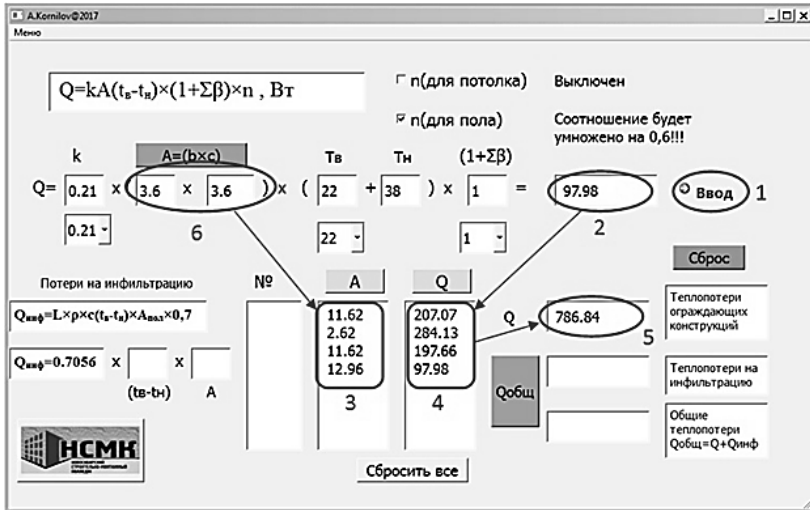 A.Kornilov@2017
Меню
Q=kA(tв-tн)×(1+Σβ)×n , Вт
n(для потолка) Выключен
n(для пола) Соотношение будет
умножено на 0,6!!!
k A=(b×c) Тв Тн (1+Σβ)
Q= 0.21 x 3.6 x 3.6 ) x ( 22 + 38 ) x 1 = 97.98 Ввод 1
0.21 6 22 1 2
Сброс
Потери на инфильтрацию № A Q
Qинф=L×ρ×c(tв-tн)×Aпол×0,7
11.62 207.07 Q 786.84 Теплопотери
2.62 284.13 ограждающих
11.62 197.66 5 конструкций
12.96 97.98
Qинф=0.7056 x x
(tв-tн) A
3 4 Qобщ Теплопотери на
инфильтрацию
Общие
теплопотери
Qобщ=Q+Qинф
НСМК
Сбросить все